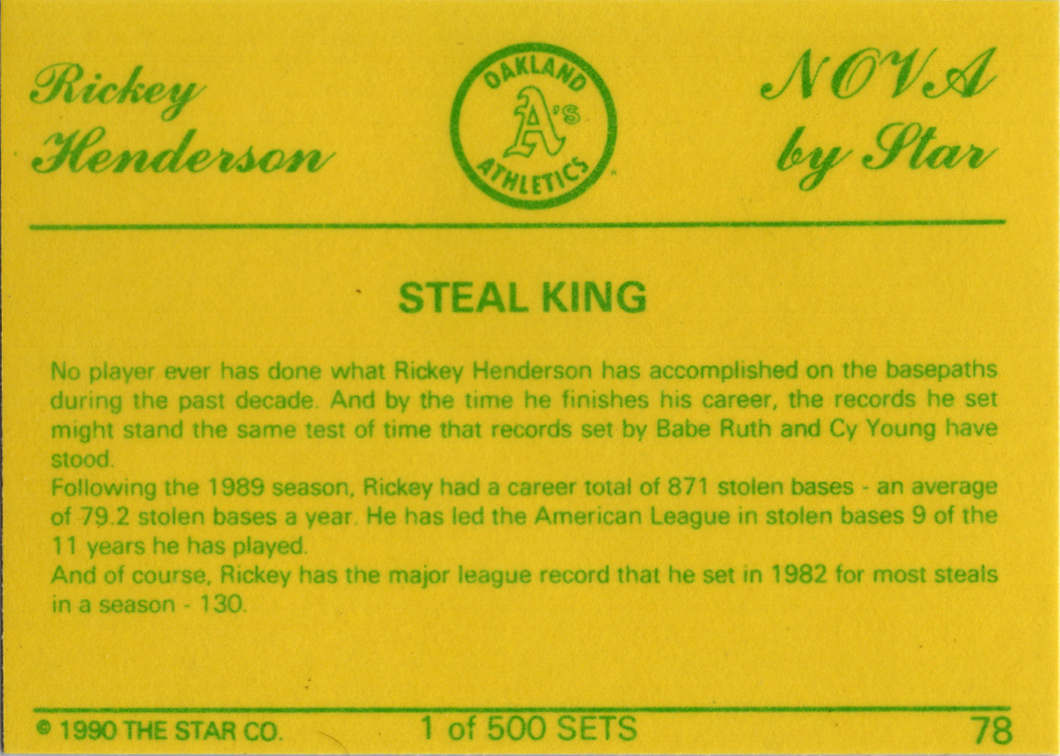 Rickey
Henderson
OAKLAND
A's
ATHLETICS
NOVA
by Star
STEAL KING
No player ever has done what Rickey Henderson has accomplished on the basepaths
during the past decade. And by the time he finishes his career, the records he set
might stand the same test of time that records set by Babe Ruth and Cy Young have
stood.
Following the 1989 season, Rickey had a career total of 871 stolen bases - an average
of 79.2 stolen bases a year. He has led the American League in stolen bases 9 of the
11 years he has played.
And of course, Rickey has the major league record that he set in 1982 for most steals
in a season - 130.
© 1990 THE STAR CO.
1 of 500 SETS
78